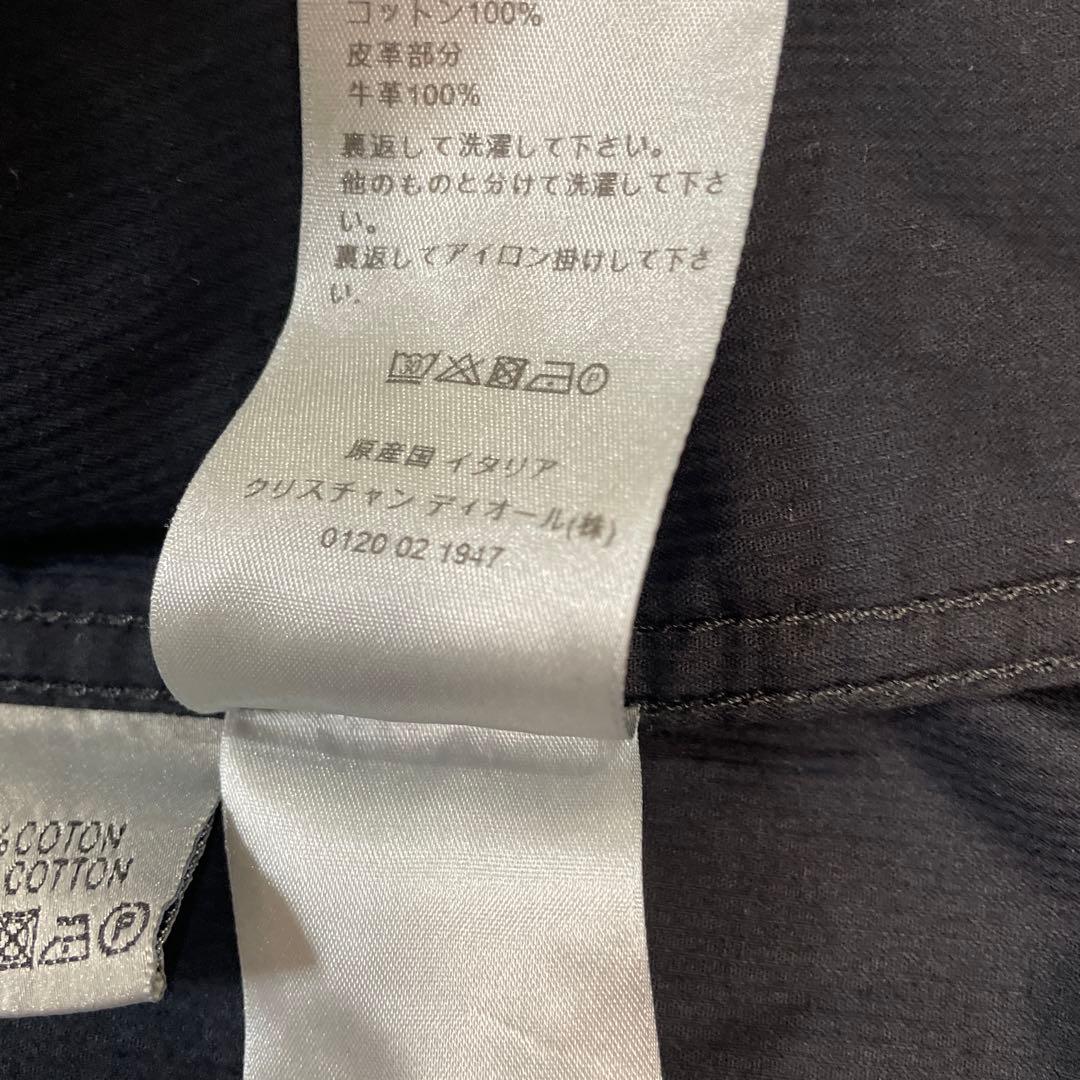 コットン100%
皮革部分
牛革100%
裏返して洗濯して下さい。
他のものと分けて洗濯して下さ
い。
裏返してアイロン掛けして下さ
い。
30 P
原産国 イタリア
クリスチャン ディオール(株)
0120 02 1947
% COTON
COTTON
P